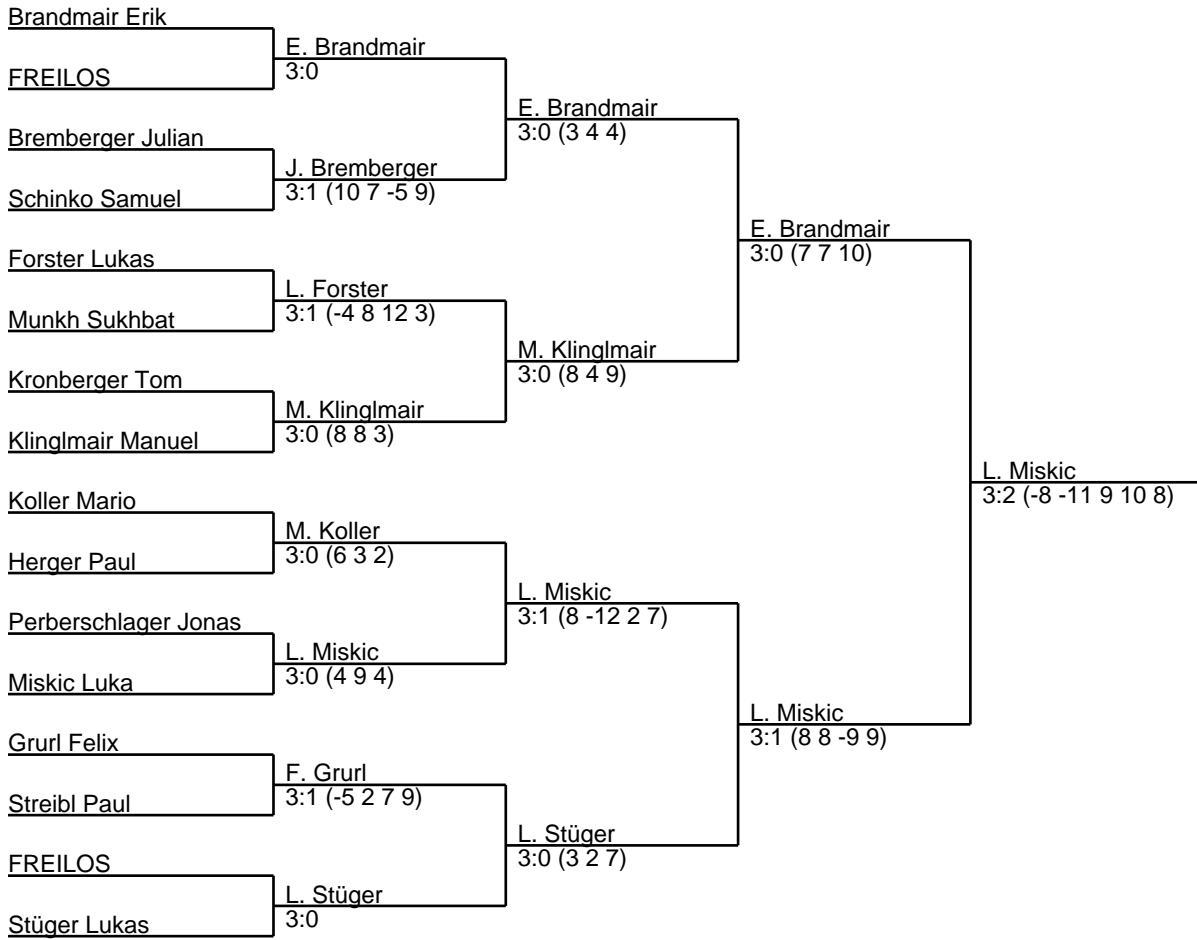 Brandmair Erik
E. Brandmair
3:0
FREILOS
E. Brandmair
3:0 (3 4 4)
Bremberger Julian
J. Bremberger
3:1 (10 7 -5 9)
Schinko Samuel
E. Brandmair
3:0 (7 7 10)
Forster Lukas
L. Forster
3:1 (-4 8 12 3)
Munkh Sukhbat
M. Klinglmair
3:0 (8 4 9)
Kronberger Tom
M. Klinglmair
3:0 (8 8 3)
Klinglmair Manuel
L. Miskic
3:2 (-8 -11 9 10 8)
Koller Mario
M. Koller
3:0 (6 3 2)
Herger Paul
L. Miskic
3:1 (8 -12 2 7)
Perberschlager Jonas
L. Miskic
3:0 (4 9 4)
Miskic Luka
L. Miskic
3:1 (8 8 -9 9)
Grurl Felix
F. Grurl
3:1 (-5 2 7 9)
Streibl Paul
L. Stüger
3:0 (3 2 7)
FREILOS
L. Stüger
3:0
Stüger Lukas